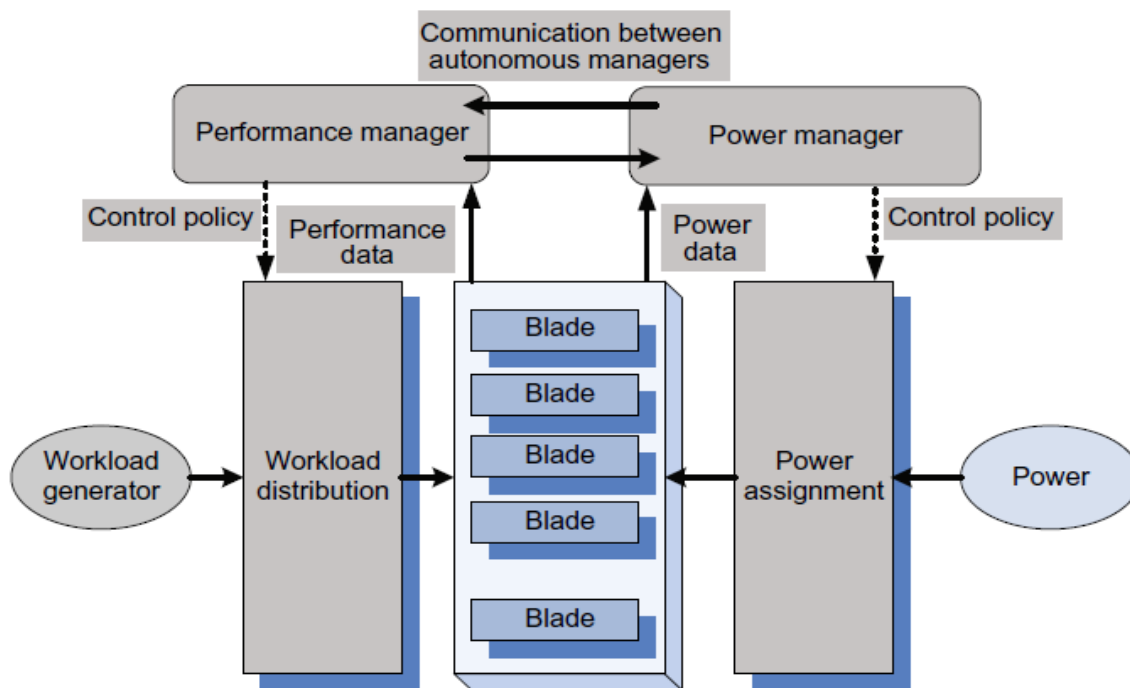 Communication between
autonomous managers
Performance manager
Power manager
Control policy
Performance
data
Power
data
Control policy
Blade
Blade
Blade
Blade
Blade
Workload
generator
Workload
distribution
Power
assignment
Power